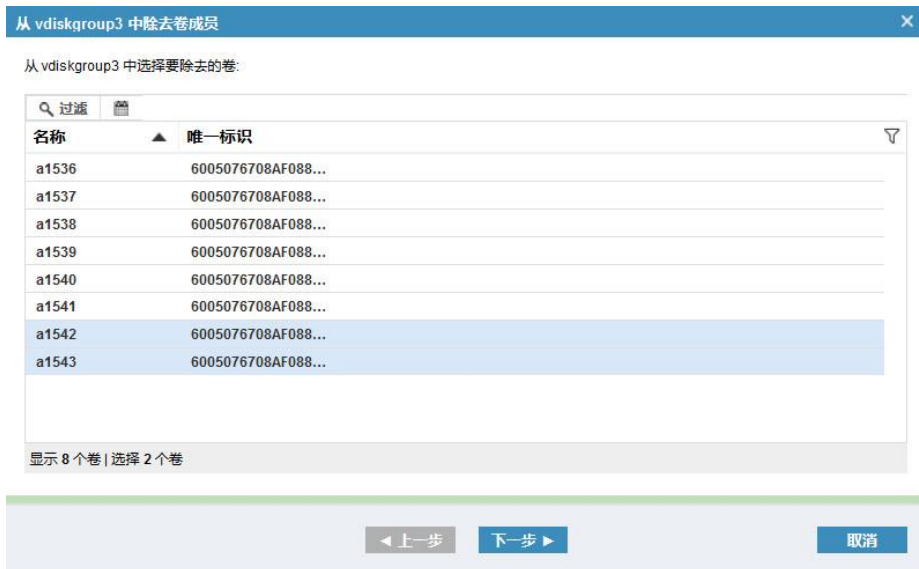 从 vdiskgroup3 中除去卷成员
从 vdiskgroup3 中选择要除去的卷:
过滤
名称 唯一标识
a1536 6005076708AF088...
a1537 6005076708AF088...
a1538 6005076708AF088...
a1539 6005076708AF088...
a1540 6005076708AF088...
a1541 6005076708AF088...
a1542 6005076708AF088...
a1543 6005076708AF088...
显示 8 个卷 | 选择 2 个卷
上一步 下一步 取消